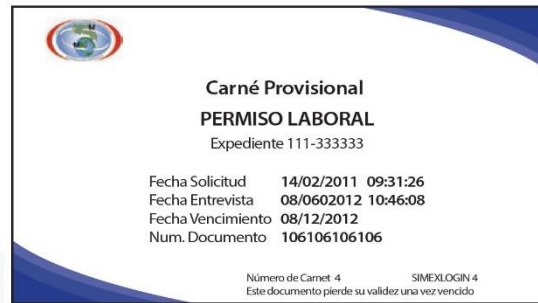 Carné Provisional
PERMISO LABORAL
Expediente 111-333333
Fecha Solicitud 14/02/2011 09:31:26
Fecha Entrevista 08/0602012 10:46:08
Fecha Vencimiento 08/12/2012
Num. Documento 106106106106
Número de Carnet 4 SIMEXLOGIN 4
Este documento pierde su validez una vez vencido